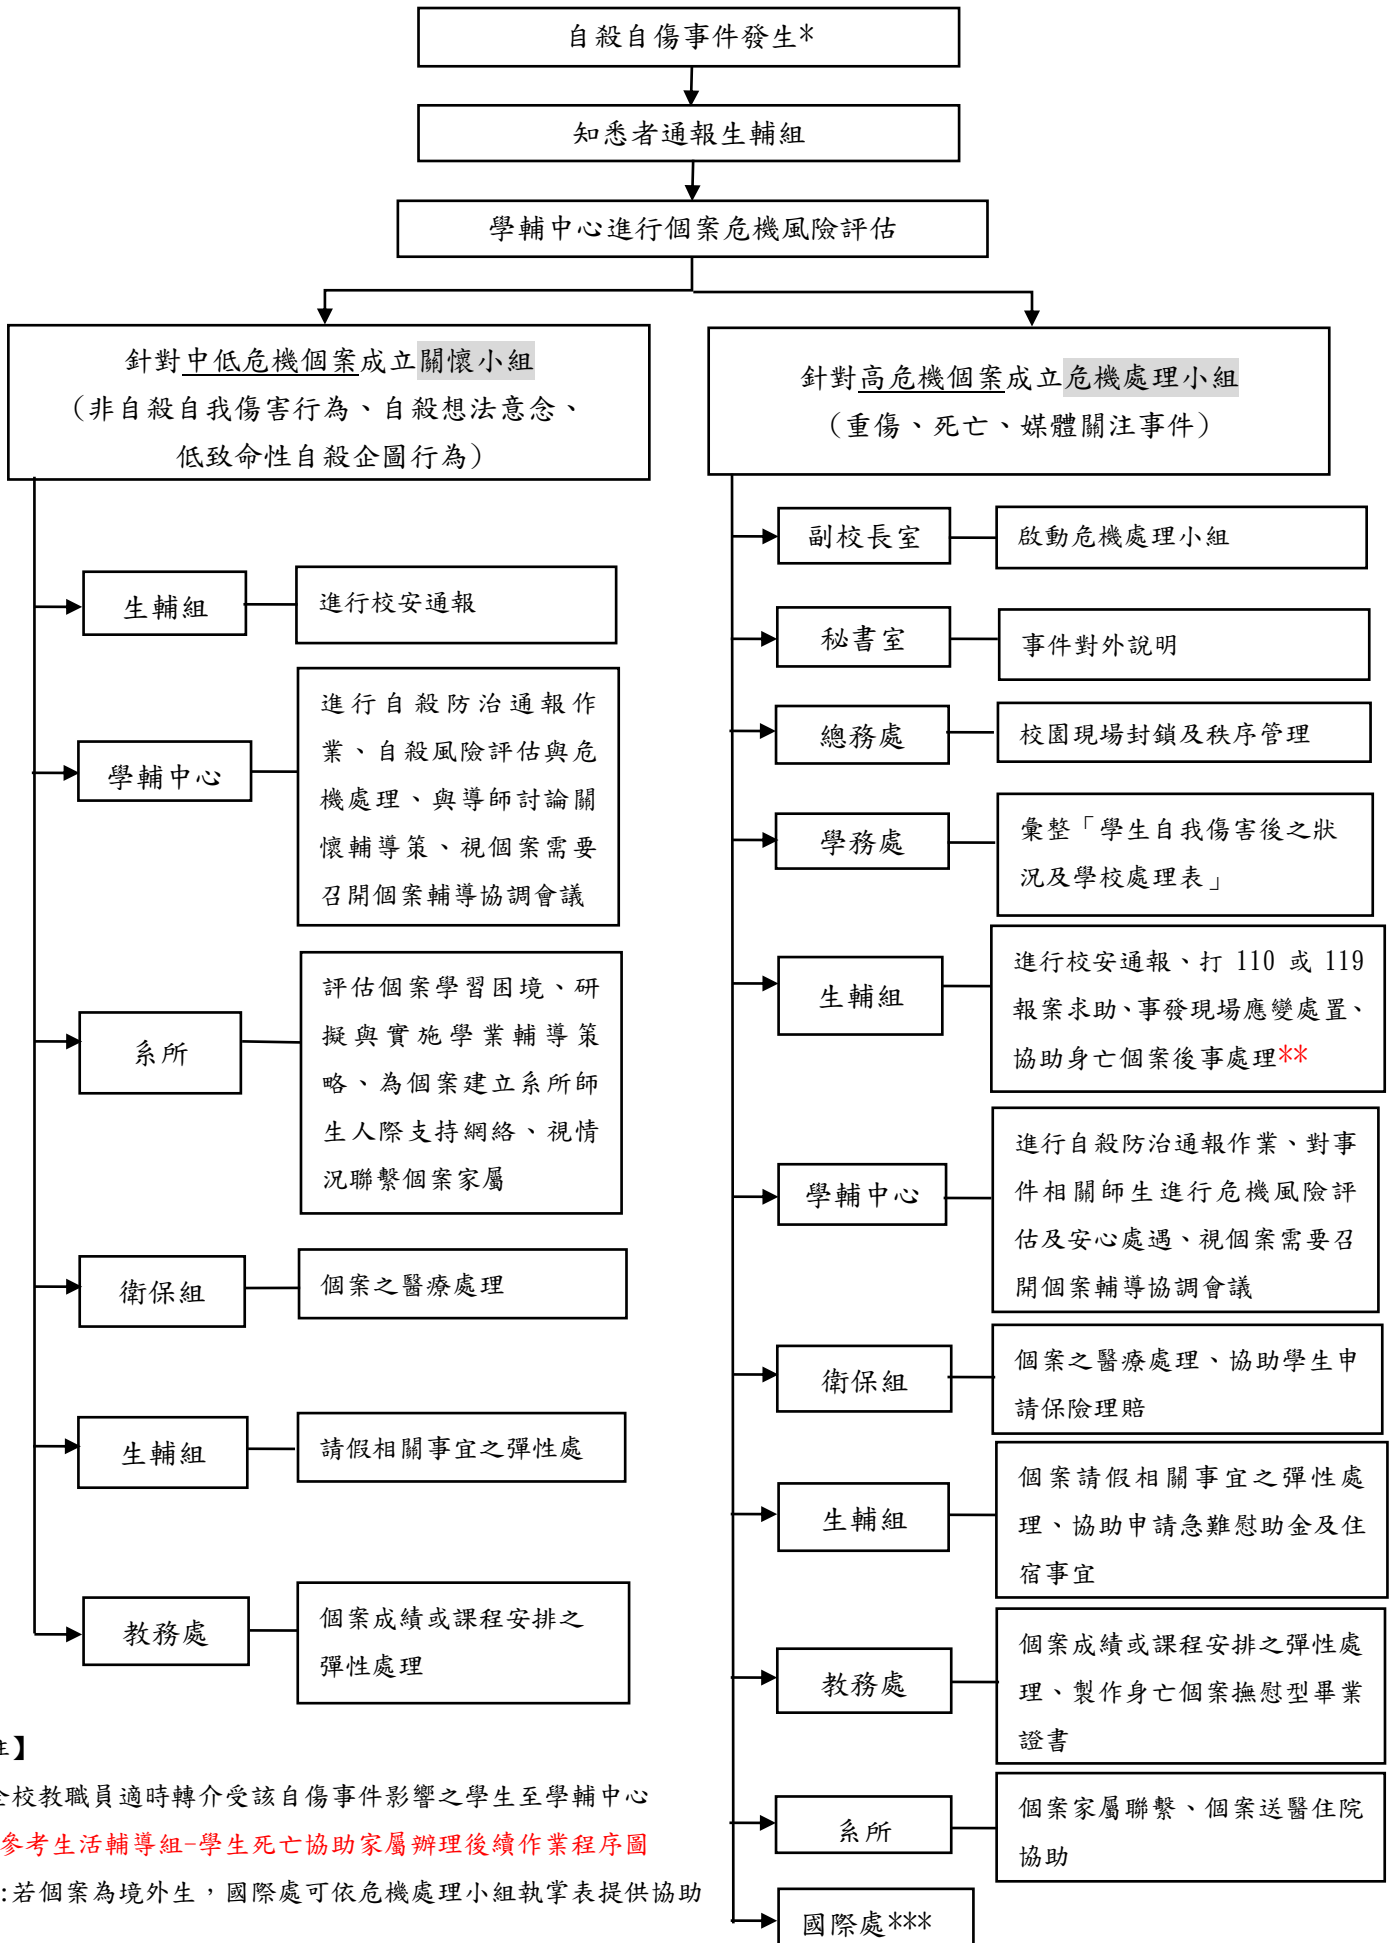 自殺自傷事件發生*
知悉者通報生輔組
學輔中心進行個案危機風險評估
針對中低危機個案成立關懷小組
（非自殺自我傷害行為、自殺想法意念、
低致命性自殺企圖行為）
生輔組
進行校安通報
學輔中心
進行自殺防治通報作
業、自殺風險評估與危
機處理、與導師討論關
懷輔導策、視個案需要
召開個案輔導協調會議
系所
評估個案學習困境、研
擬與實施學業輔導策
略、為個案建立系所師
生人際支持網絡、視情
況聯繫個案家屬
衛保組
個案之醫療處理
生輔組
請假相關事宜之彈性處
教務處
個案成績或課程安排之
彈性處理
針對高危機個案成立危機處理小組
（重傷、死亡、媒體關注事件）
副校長室
啟動危機處理小組
秘書室
事件對外說明
總務處
校園現場封鎖及秩序管理
學務處
彙整「學生自我傷害後之狀
況及學校處理表」
生輔組
進行校安通報、打 110 或 119
報案求助、事發現場應變處置、
協助身亡個案後事處理**
學輔中心
進行自殺防治通報作業、對事
件相關師生進行危機風險評
估及安心處遇、視個案需要召
開個案輔導協調會議
衛保組
個案之醫療處理、協助學生申
請保險理賠
生輔組
個案請假相關事宜之彈性處
理、協助申請急難慰助金及住
宿事宜
教務處
個案成績或課程安排之彈性處
理、製作身亡個案撫慰型畢業
證書
系所
個案家屬聯繫、個案送醫住院
協助
國際處***
】
全校教職員適時轉介受該自傷事件影響之學生至學輔中心
參考生活輔導組-學生死亡協助家屬辦理後續作業程序圖
:若個案為境外生，國際處可依危機處理小組執掌表提供協助